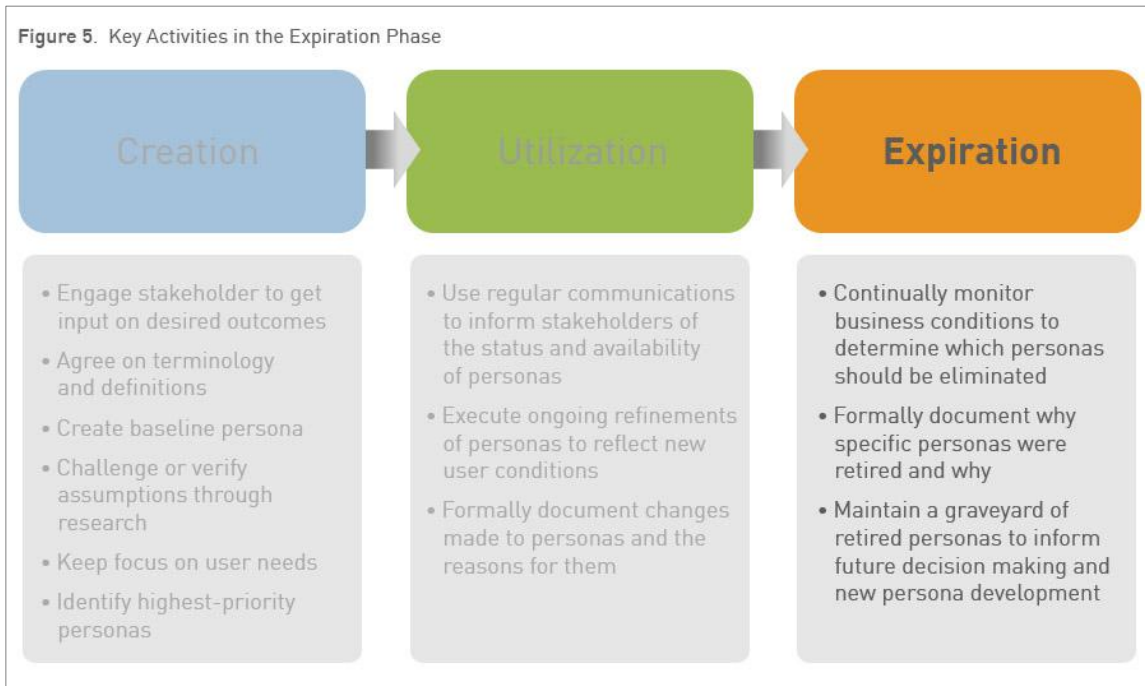 Figure 5. Key Activities in the Expiration Phase
Creation
Utilization
Expiration
• Engage stakeholder to get
input on desired outcomes
• Agree on terminology
and definitions
• Create baseline persona
• Challenge or verify
assumptions through
research
• Keep focus on user needs
• Identify highest-priority
personas
• Use regular communications
to inform stakeholders of
the status and availability
of personas
• Execute ongoing refinements
of personas to reflect new
user conditions
• Formally document changes
made to personas and the
reasons for them
• Continually monitor
business conditions to
determine which personas
should be eliminated
• Formally document why
specific personas were
retired and why
• Maintain a graveyard of
retired personas to inform
future decision making and
new persona development